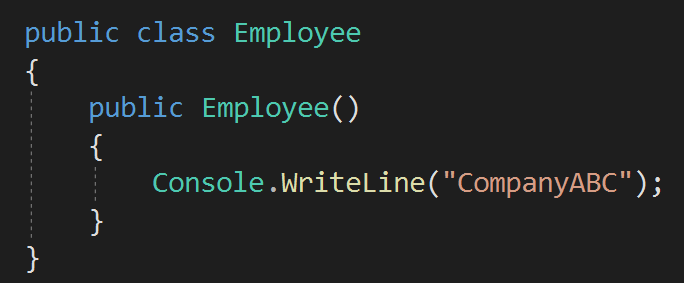 public class Employee
{
    public Employee()
    {
        Console.WriteLine("CompanyABC");
    }
}